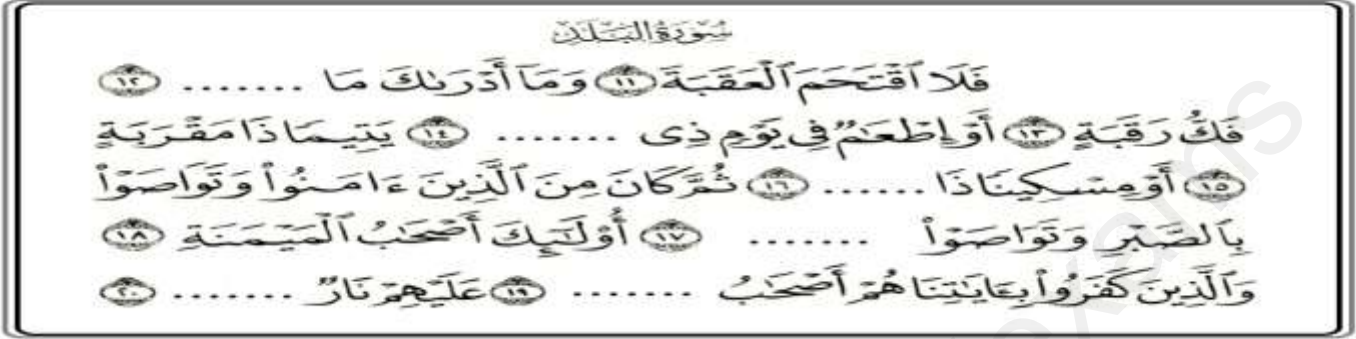 سُورَةُ الْبَلَدِ
فَلَا ٱقْتَحَمَ ٱلْعَقَبَةَ ١١ وَمَآ أَدْرَىٰكَ مَا ....... ١٢
فَكُّ رَقَبَةٍ ١٣ أَوْ إِطْعَٰمٌ فِى يَوْمٍ ذِى ....... ١٤ يَتِيمًا ذَا مَقْرَبَةٍ
١٥ أَوْ مِسْكِينًا ذَا ...... ١٦ ثُمَّ كَانَ مِنَ ٱلَّذِينَ ءَامَنُوا۟ وَتَوَاصَوْا۟
بِٱلصَّبْرِ وَتَوَاصَوْا۟ ....... ١٧ أُو۟لَٰٓئِكَ أَصْحَٰبُ ٱلْمَيْمَنَةِ ١٨
وَٱلَّذِينَ كَفَرُوا۟ بِـَٔايَٰتِنَا هُمْ أَصْحَٰبُ ....... ١٩ عَلَيْهِمْ نَارٌ ....... ٢٠